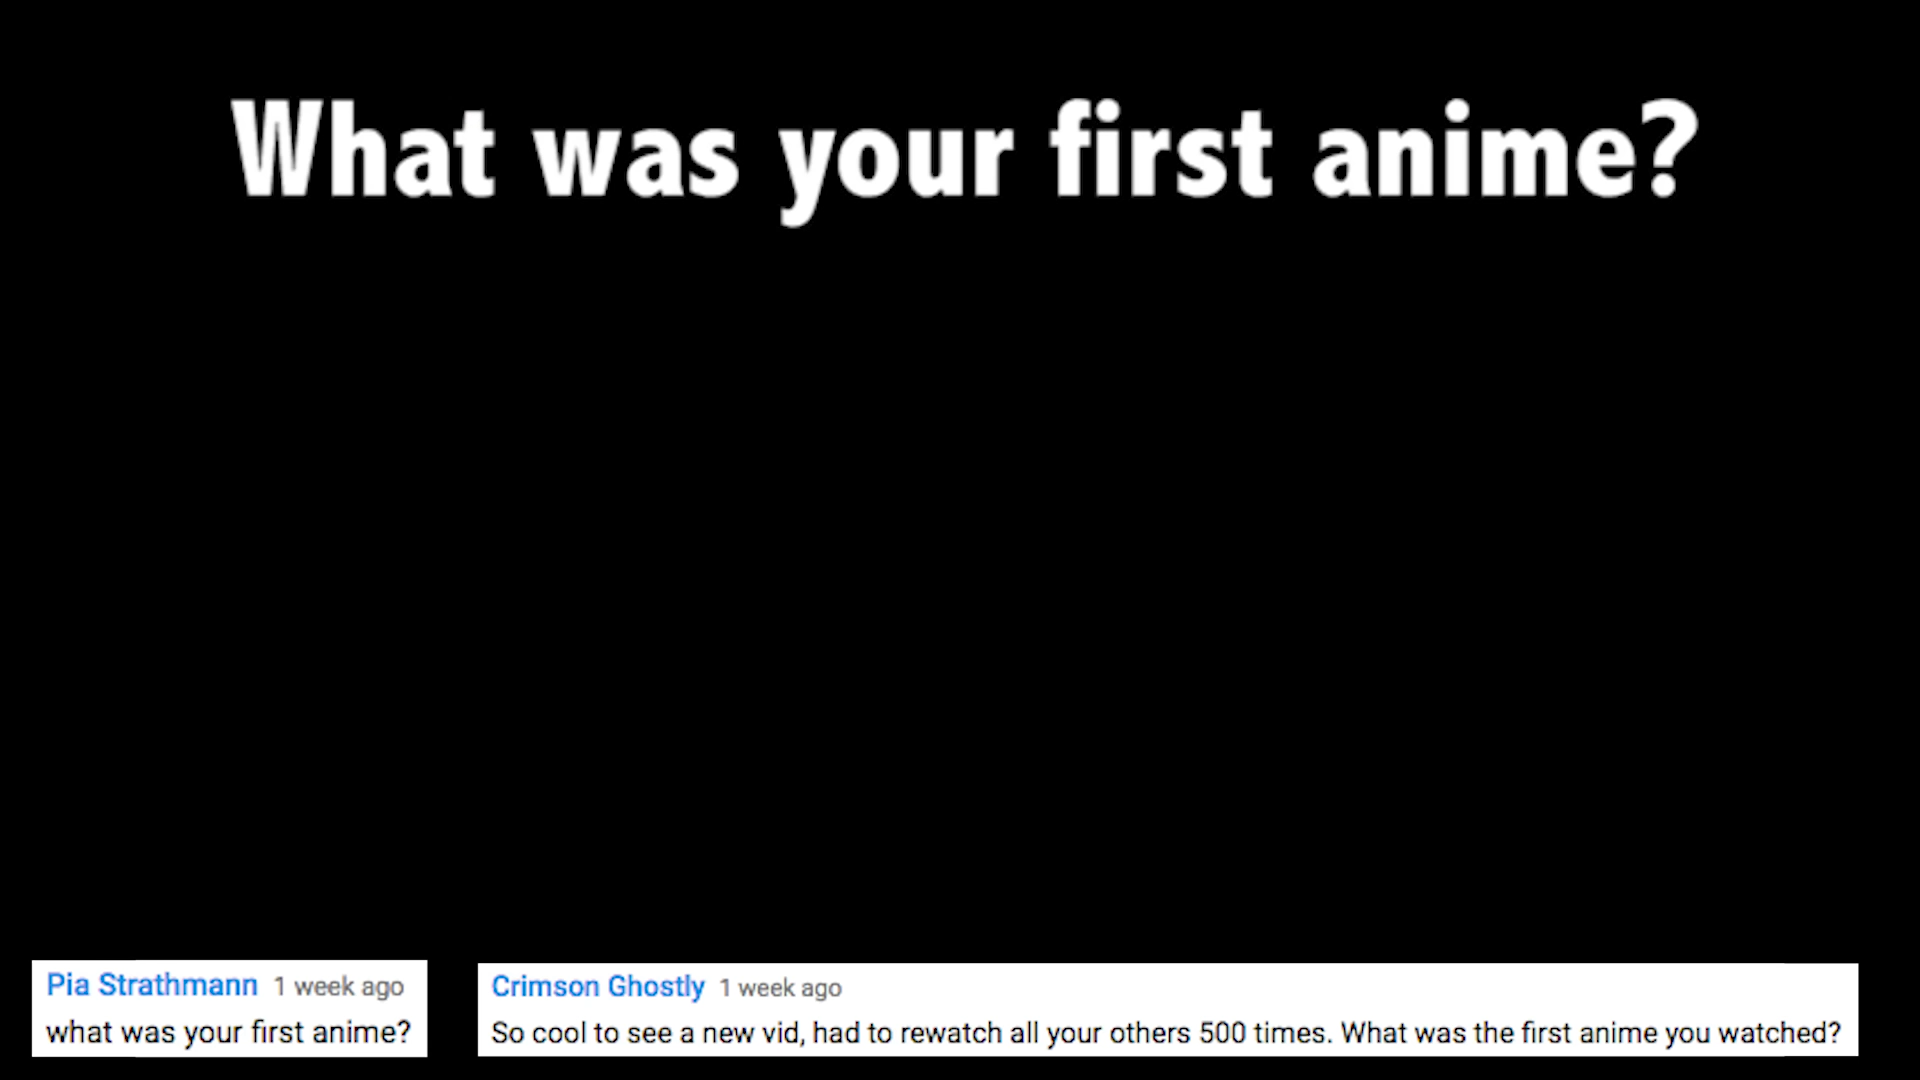 What was your first anime?
Pia Strathmann 1 week ago
what was your first anime?
Crimson Ghostly 1 week ago
So cool to see a new vid, had to rewatch all your others 500 times. What was the first anime you watched?